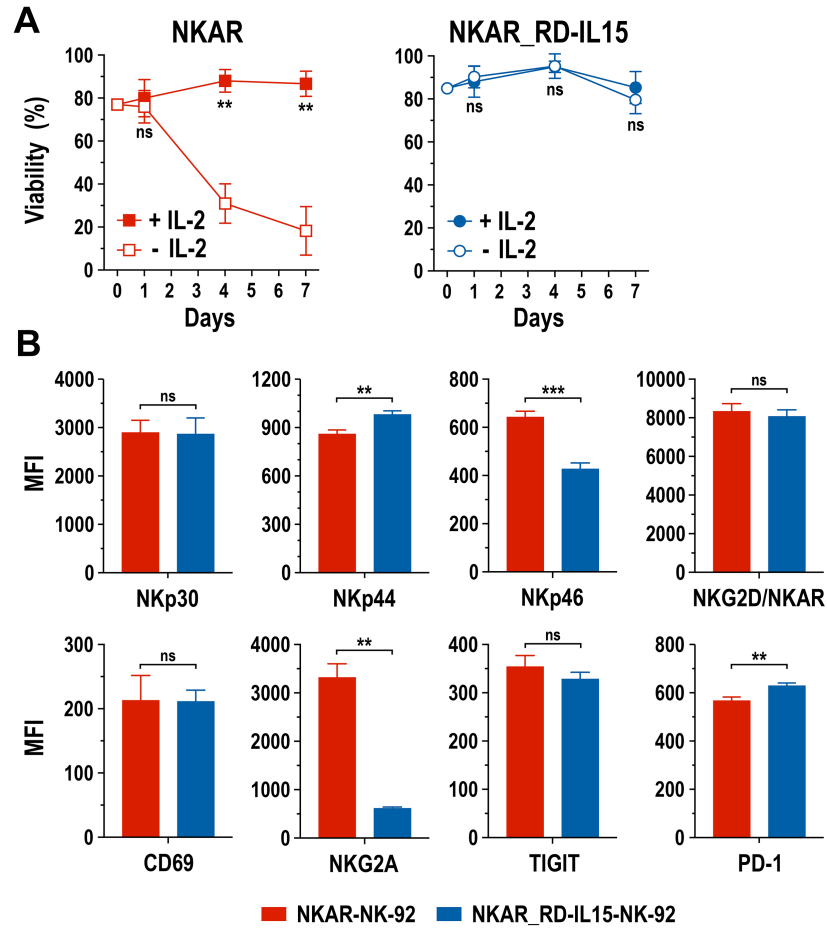 A
NKAR
NKAR_RD-IL15
Viability (%)
100
80
60
40
20
0
**
**
ns
+ IL-2
- IL-2
0 1 2 3 4 5 6 7
Days
100
80
60
40
20
0
ns
ns
ns
+ IL-2
- IL-2
0 1 2 3 4 5 6 7
Days
B
MFI
4000
3000
2000
1000
0
ns
NKp30
1200
900
600
300
0
**
NKp44
800
600
400
200
0
***
NKp46
10000
8000
6000
4000
2000
0
ns
NKG2D/NKAR
MFI
300
200
100
0
ns
CD69
4000
3000
2000
1000
0
**
NKG2A
400
300
200
100
0
ns
TIGIT
800
600
400
200
0
**
PD-1
NKAR-NK-92 NKAR_RD-IL15-NK-92